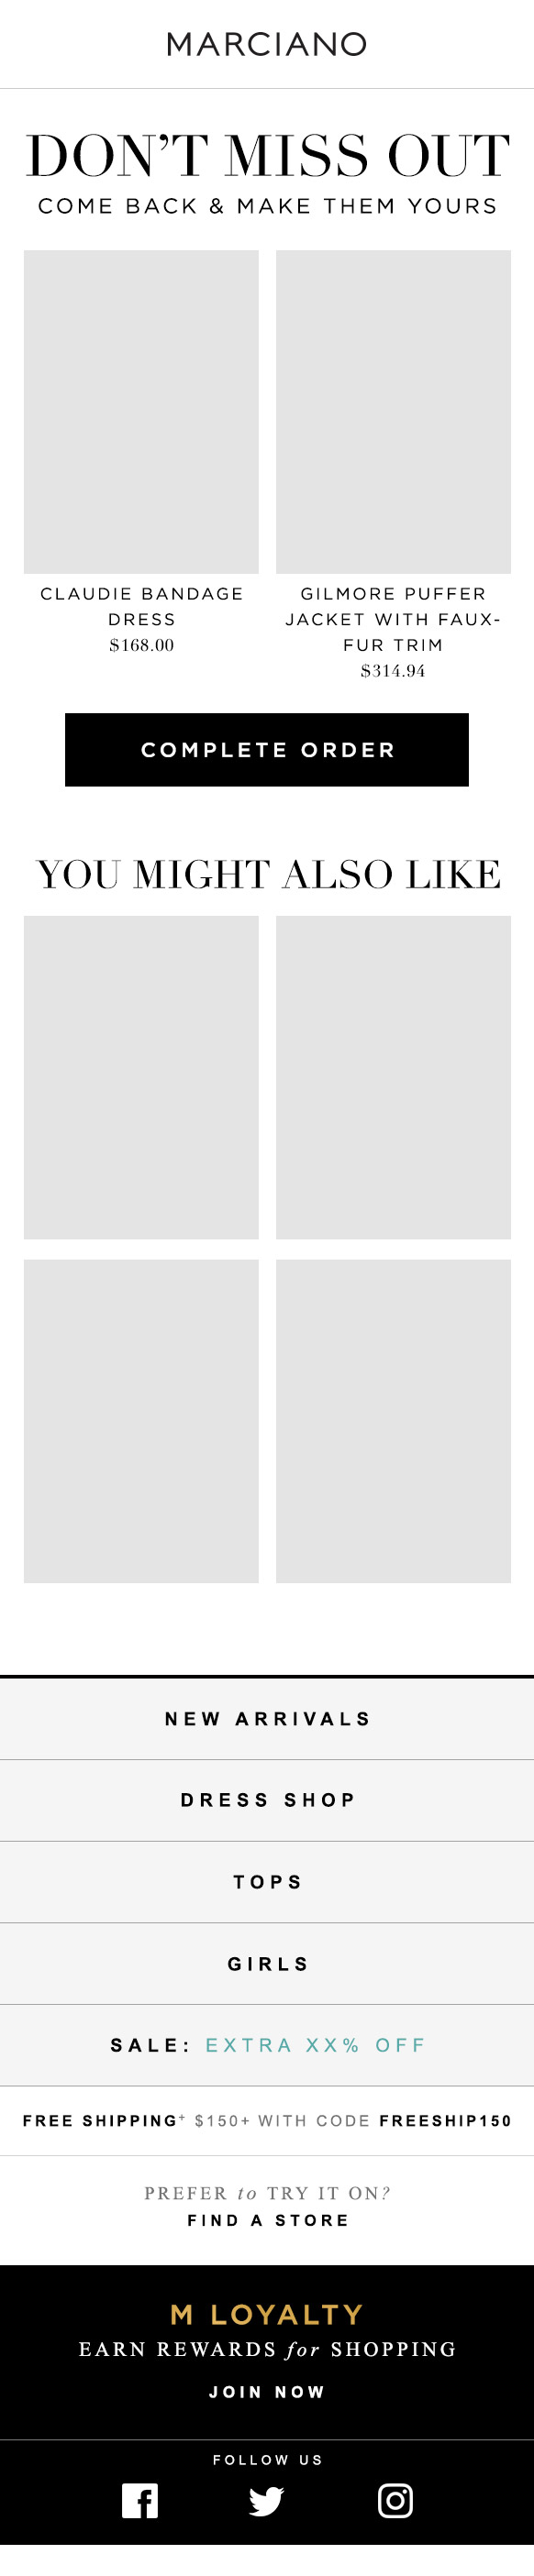 MARCIANO
DON'T MISS OUT
COME BACK & MAKE THEM YOURS
CLAUDIE BANDAGE
DRESS
$168.00
GILMORE PUFFER
JACKET WITH FAUX-
FUR TRIM
$314.94
COMPLETE ORDER
YOU MIGHT ALSO LIKE
NEW ARRIVALS
DRESS SHOP
TOPS
GIRLS
SALE: EXTRA XX% OFF
FREE SHIPPING+ $150+ WITH CODE FREESHIP150
PREFER to TRY IT ON?
FIND A STORE
M LOYALTY
EARN REWARDS for SHOPPING
JOIN NOW
FOLLOW US